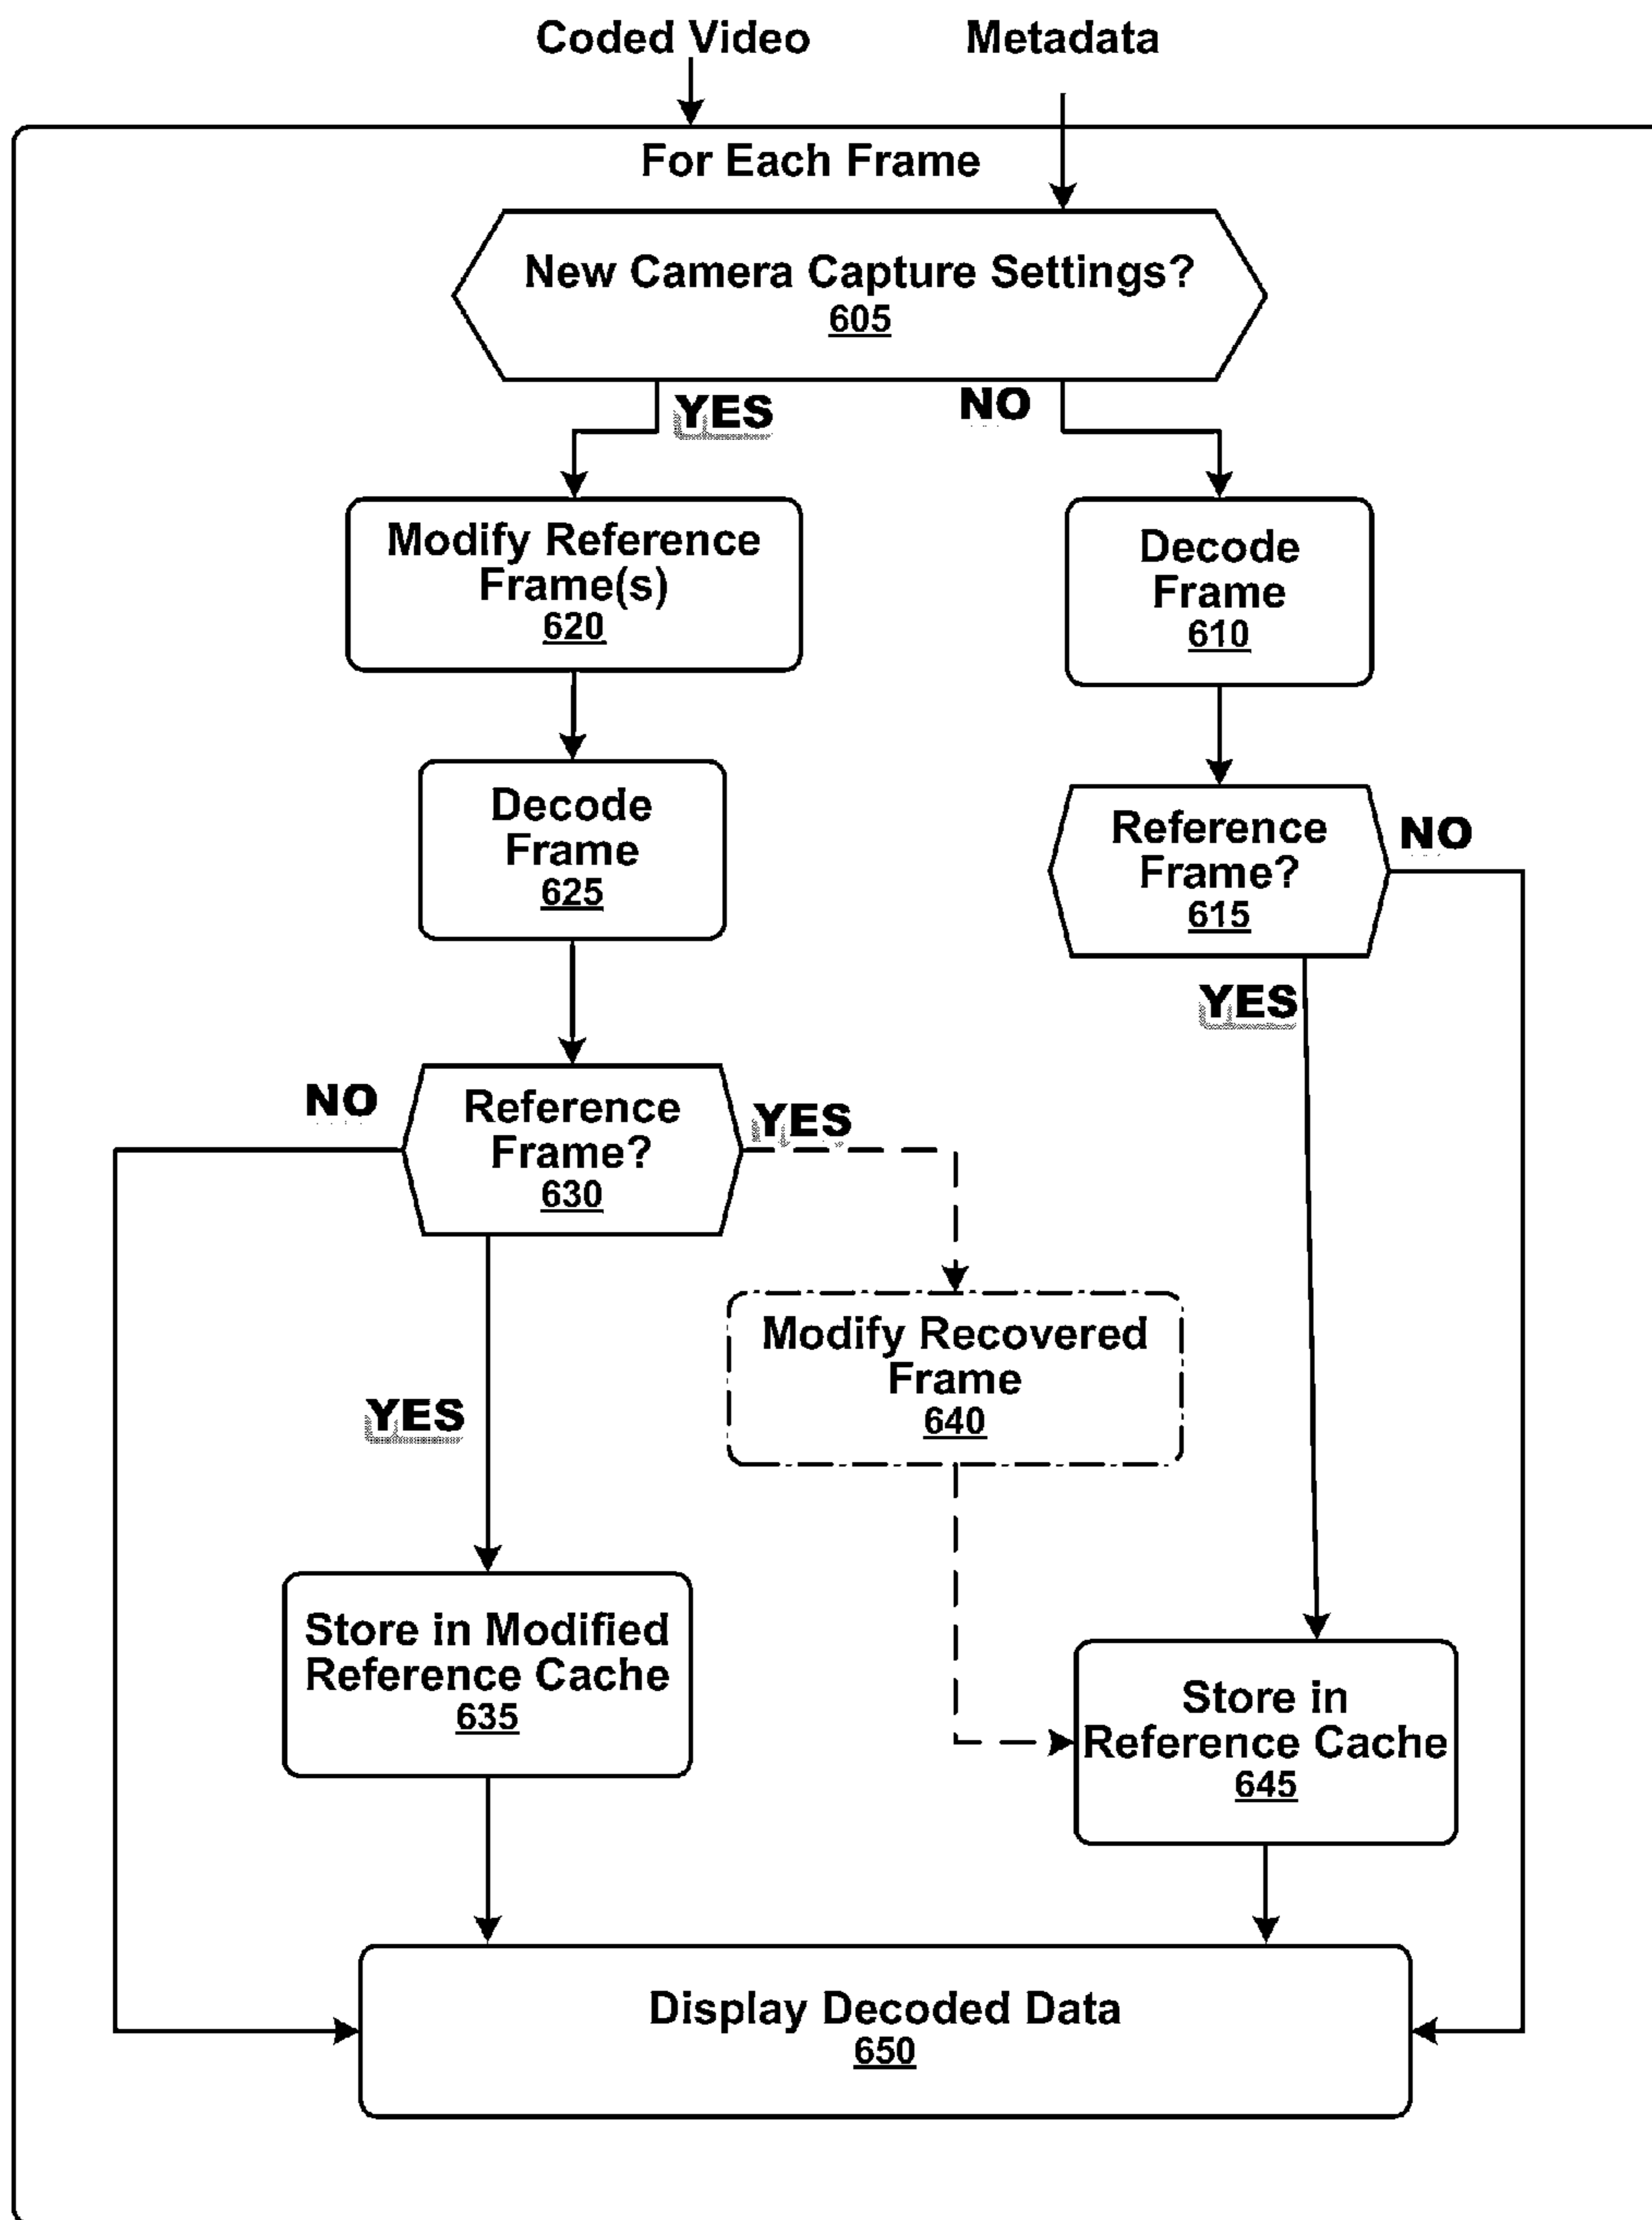 Coded Video
Metadata
For Each Frame
New Camera Capture Settings?
605
YES
NO
Modify Reference
Frame(s)
620
Decode
Frame
610
Decode
Frame
625
Reference
Frame?
615
NO
YES
NO
Reference
Frame?
630
YES
Modify Recovered
Frame
640
YES
Store in Modified
Reference Cache
635
Store in
Reference Cache
645
Display Decoded Data
650